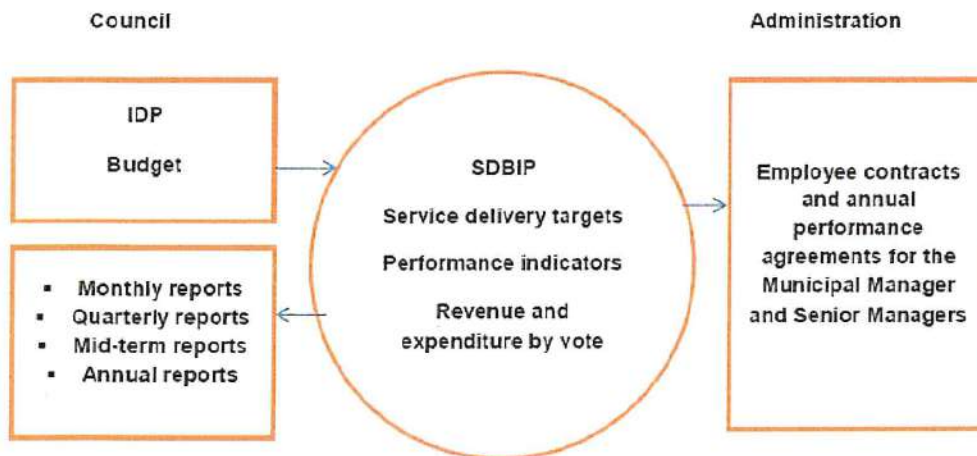 Council
Administration
IDP
Budget
▪ Monthly reports
▪ Quarterly reports
▪ Mid-term reports
▪ Annual reports
SDBIP
Service delivery targets
Performance indicators
Revenue and
expenditure by vote
Employee contracts
and annual
performance
agreements for the
Municipal Manager
and Senior Managers